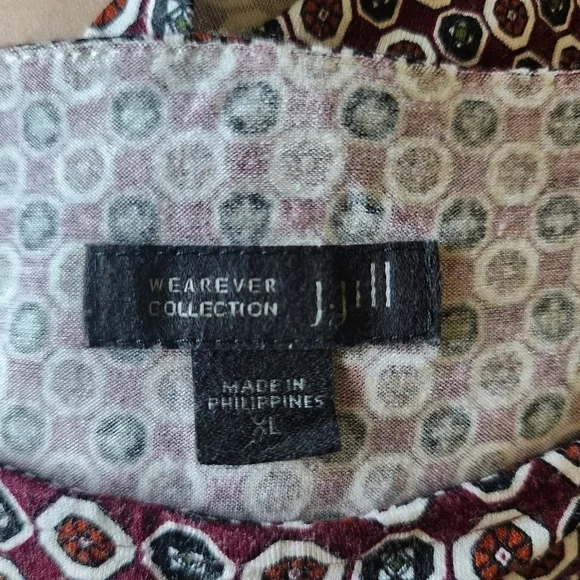 WEAREVER
COLLECTION
J.Jill
MADE IN
PHILIPPINES
XL